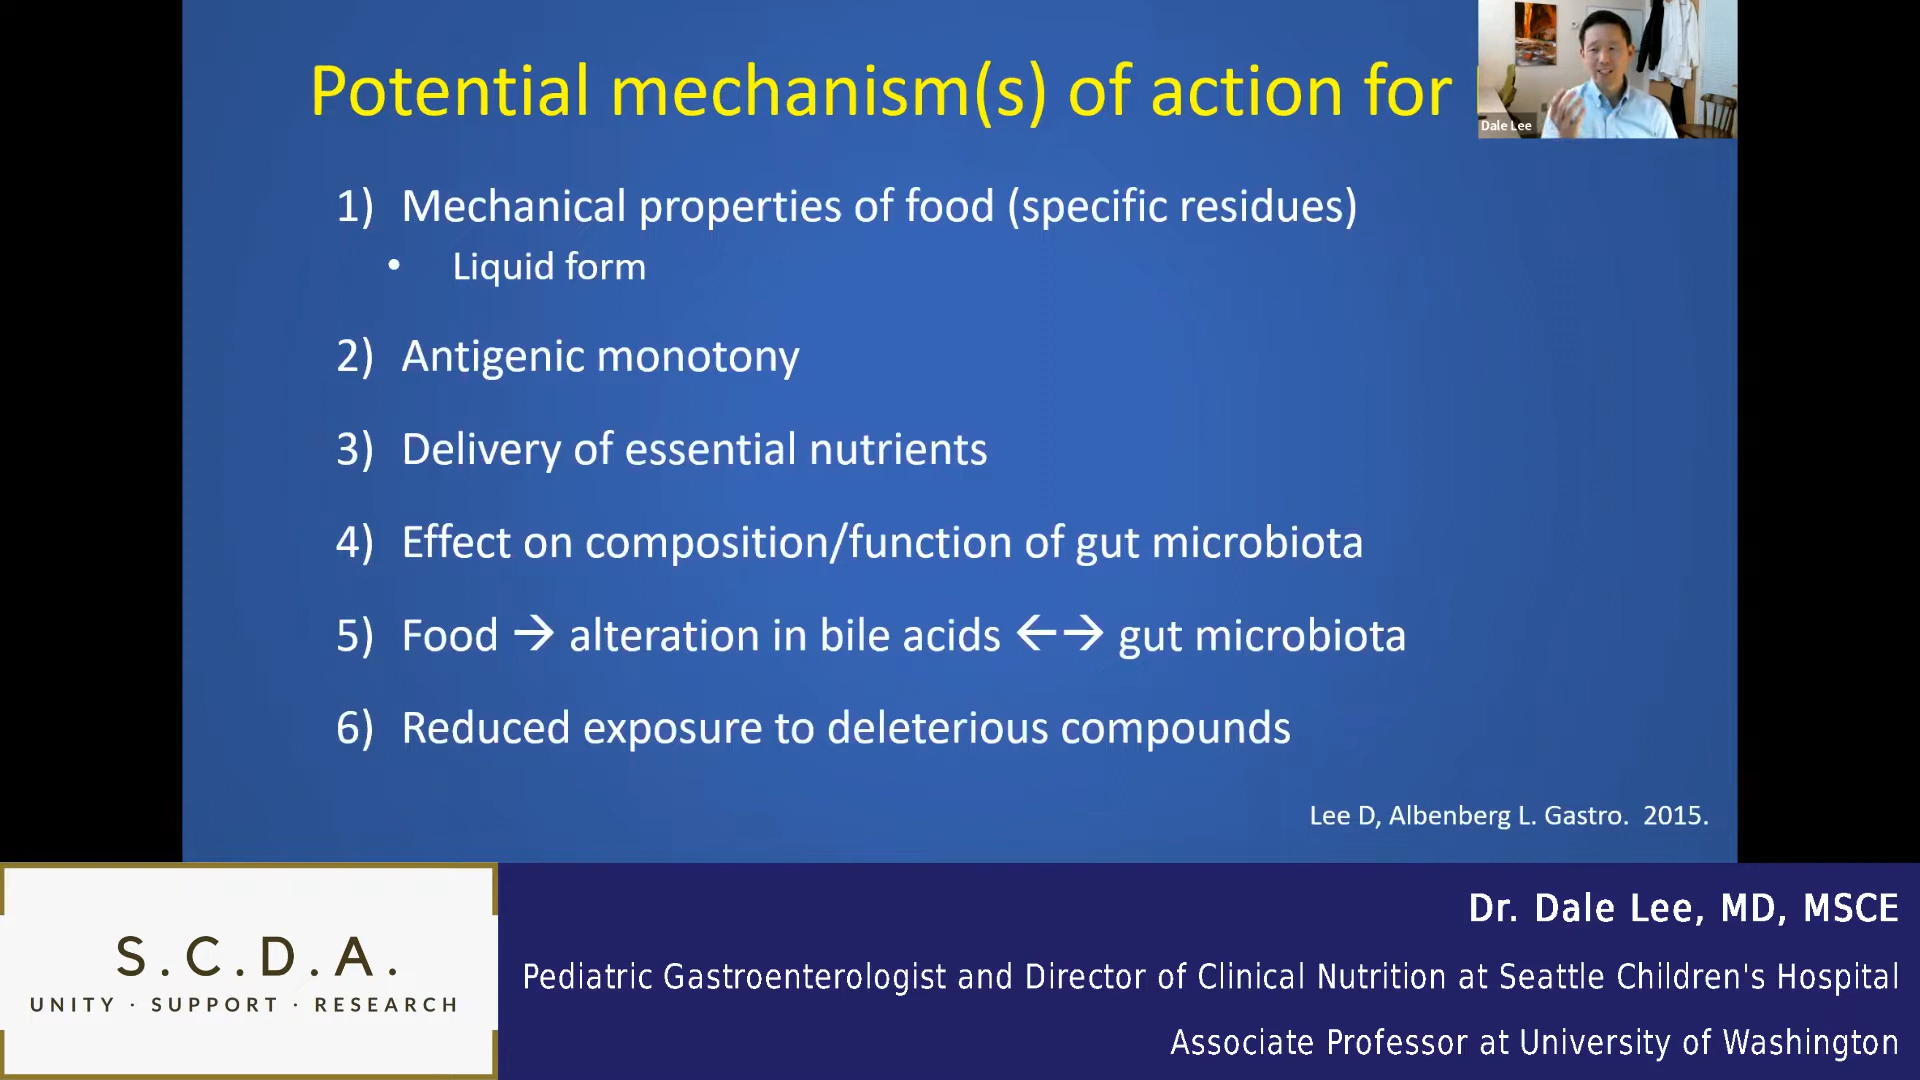 Potential mechanism(s) of action for
Dale Lee
1) Mechanical properties of food (specific residues)
• Liquid form
2) Antigenic monotony
3) Delivery of essential nutrients
4) Effect on composition/function of gut microbiota
5) Food → alteration in bile acids ←→ gut microbiota
6) Reduced exposure to deleterious compounds
Lee D, Albenberg L. Gastro. 2015.
S.C.D.A.
UNITY · SUPPORT · RESEARCH
Dr. Dale Lee, MD, MSCE
Pediatric Gastroenterologist and Director of Clinical Nutrition at Seattle Children's Hospital
Associate Professor at University of Washington